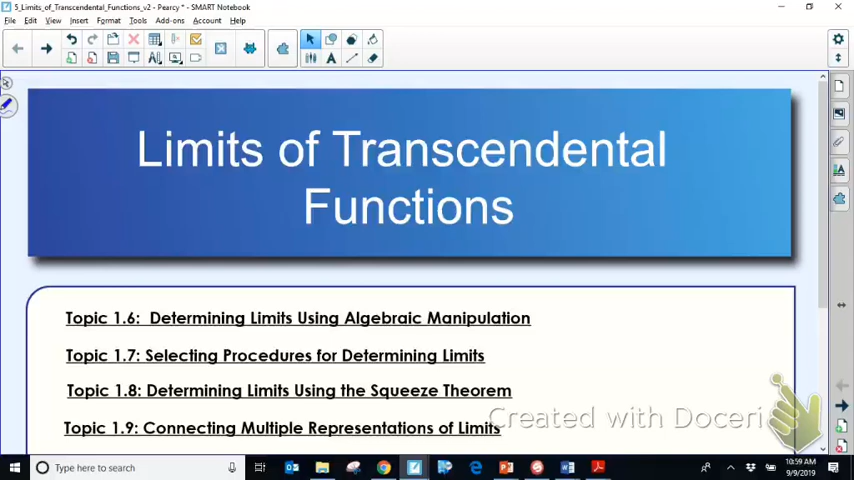 5_Limits_of_Transcendental_Functions_v2 - Pearcy * - SMART Notebook
File Edit View Insert Format Tools Add-ons Account Help
Limits of Transcendental
Functions
Topic 1.6: Determining Limits Using Algebraic Manipulation
Topic 1.7: Selecting Procedures for Determining Limits
Topic 1.8: Determining Limits Using the Squeeze Theorem
Topic 1.9: Connecting Multiple Representations of Limits
Created with Doceri
Type here to search
10:59 AM
9/9/2019